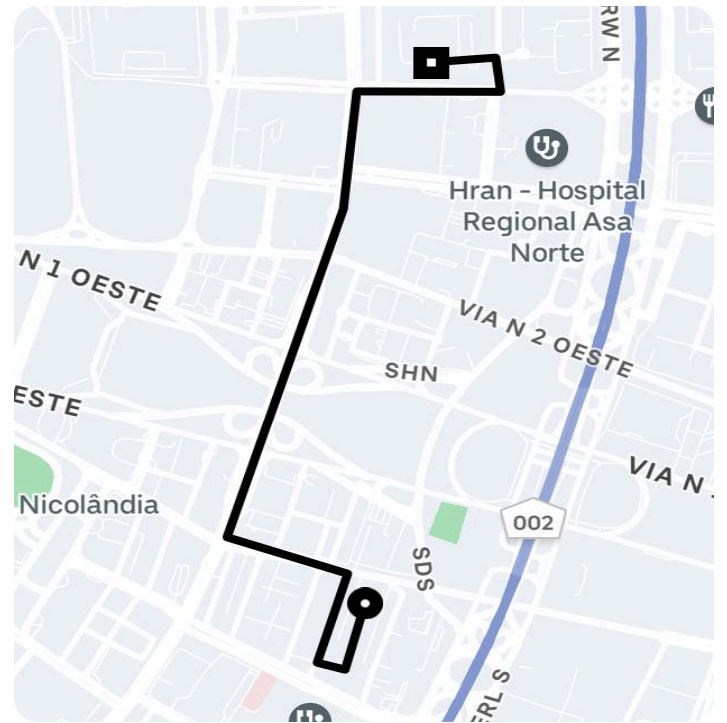 RW N
Hran - Hospital
Regional Asa
Norte
N 1 OESTE
VIA N 2 OESTE
SHN
ESTE
VIA N
Nicolândia
002
SDS
ERL S